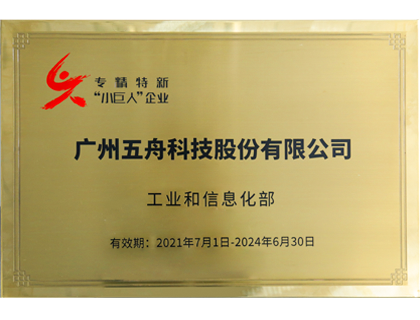 专精特新
“小巨人”企业
广州五舟科技股份有限公司
工业和信息化部
有效期：2021年7月1日-2024年6月30日